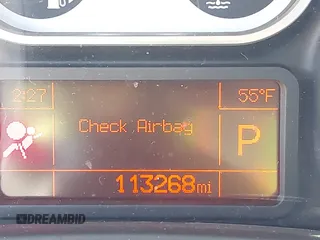 2:27
55°F
Check Airbag
P
113268mi
DREAMBID